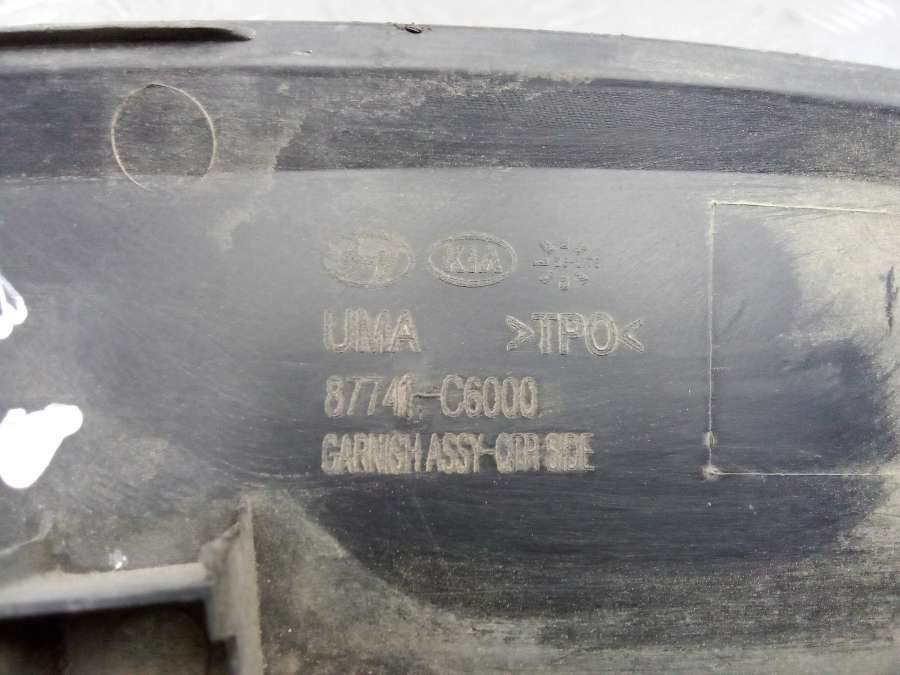 KIA
UMA >TPO<
87741-C6000
GARNISH ASSY-QTR SIDE